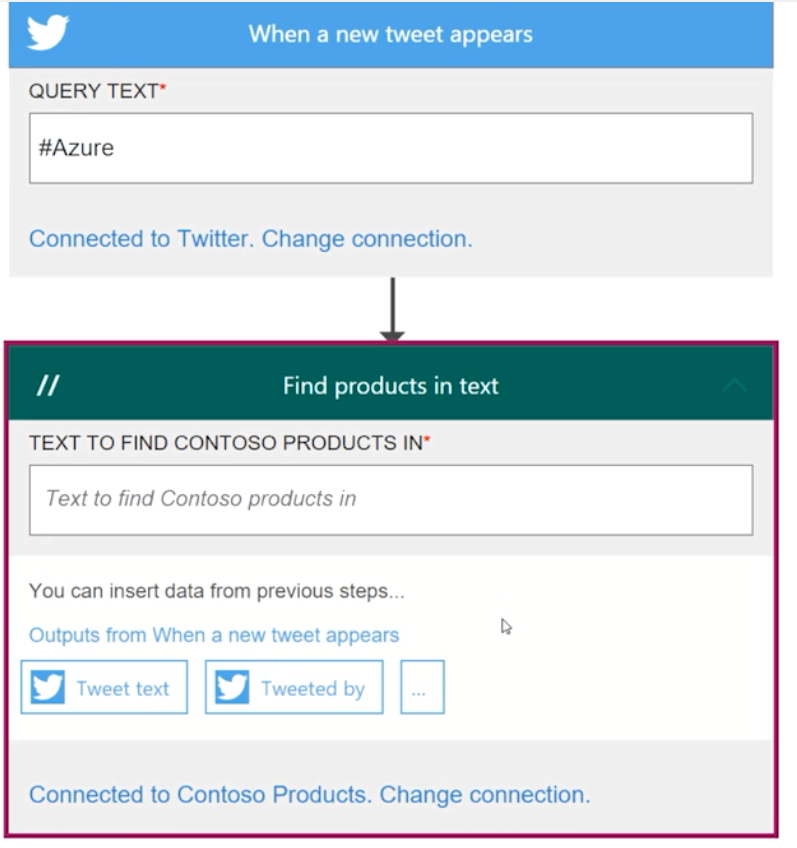 When a new tweet appears
QUERY TEXT*
#Azure
Connected to Twitter. Change connection.
// Find products in text
TEXT TO FIND CONTOSO PRODUCTS IN*
Text to find Contoso products in
You can insert data from previous steps...
Outputs from When a new tweet appears
Tweet text Tweeted by ...
Connected to Contoso Products. Change connection.